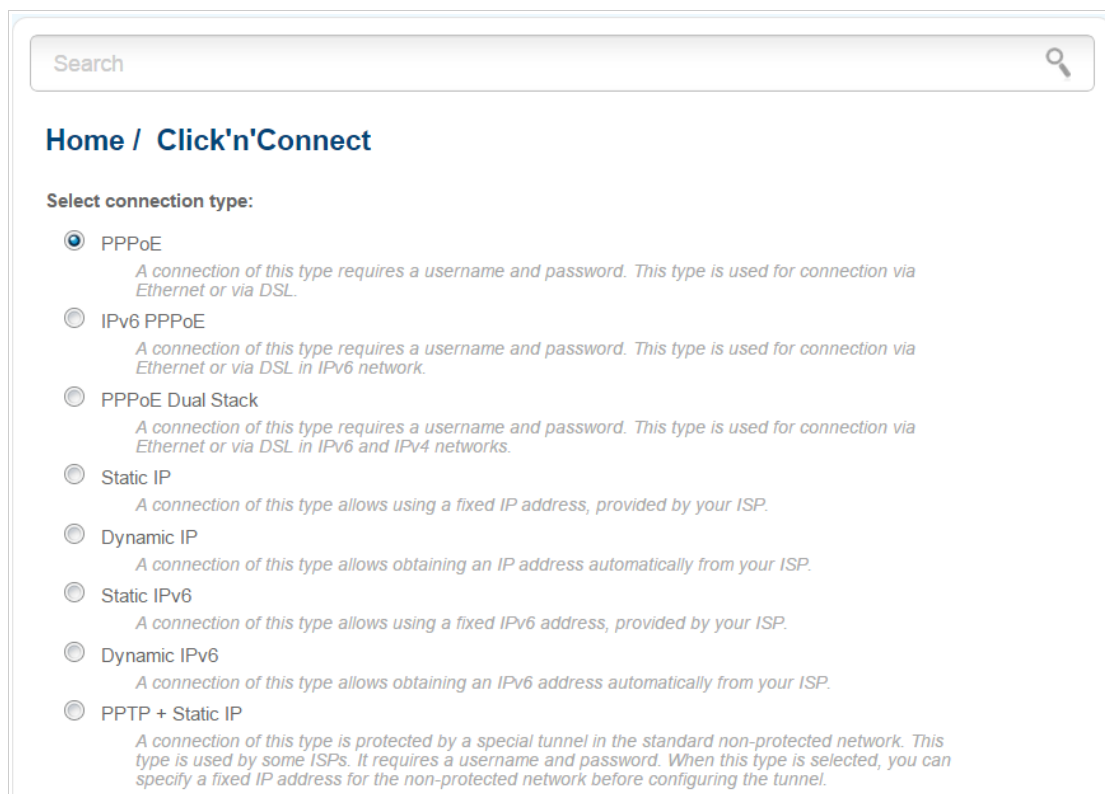 Search
Home / Click'n'Connect
Select connection type:
PPPoE
A connection of this type requires a username and password. This type is used for connection via
Ethernet or via DSL.
IPv6 PPPoE
A connection of this type requires a username and password. This type is used for connection via
Ethernet or via DSL in IPv6 network.
PPPoE Dual Stack
A connection of this type requires a username and password. This type is used for connection via
Ethernet or via DSL in IPv6 and IPv4 networks.
Static IP
A connection of this type allows using a fixed IP address, provided by your ISP.
Dynamic IP
A connection of this type allows obtaining an IP address automatically from your ISP.
Static IPv6
A connection of this type allows using a fixed IPv6 address, provided by your ISP.
Dynamic IPv6
A connection of this type allows obtaining an IPv6 address automatically from your ISP.
PPTP + Static IP
A connection of this type is protected by a special tunnel in the standard non-protected network. This
type is used by some ISPs. It requires a username and password. When this type is selected, you can
specify a fixed IP address for the non-protected network before configuring the tunnel.